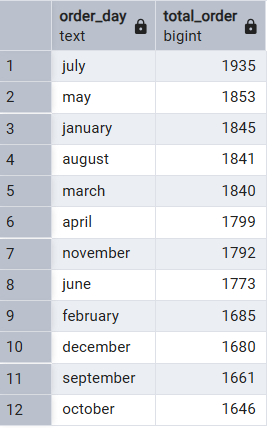 order_day total_order
text bigint
1 july 1935
2 may 1853
3 january 1845
4 august 1841
5 march 1840
6 april 1799
7 november 1792
8 june 1773
9 february 1685
10 december 1680
11 september 1661
12 october 1646